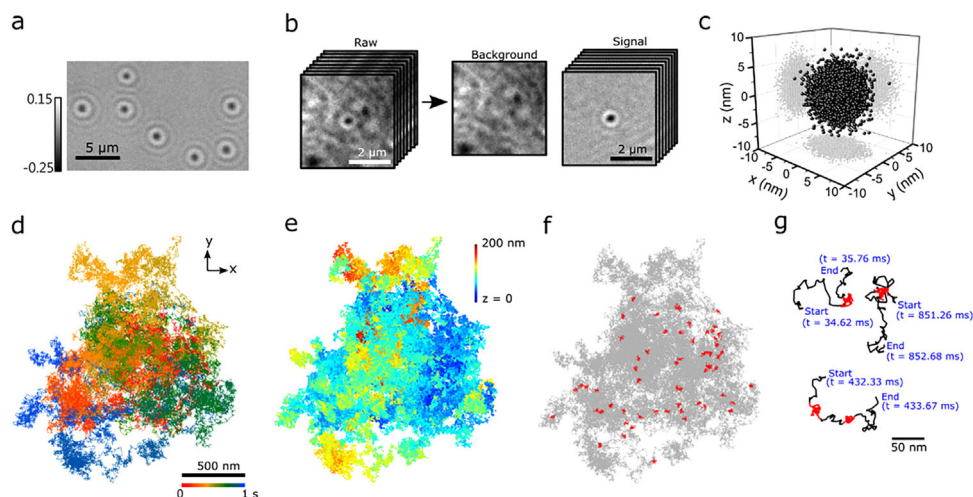 a
0.15
-0.25
5 μm
b
Raw
Background
Signal
2 μm
2 μm
c
10
5
0
-5
-10
z (nm)
-10
-5
0
5
10
x (nm)
-10
-5
0
5
10
y (nm)
d
y
x
500 nm
0
1 s
e
200 nm
z = 0
f
g
(t = 35.76 ms)
End
Start
(t = 34.62 ms)
Start
(t = 851.26 ms)
End
(t = 852.68 ms)
Start
(t = 432.33 ms)
End
(t = 433.67 ms)
50 nm